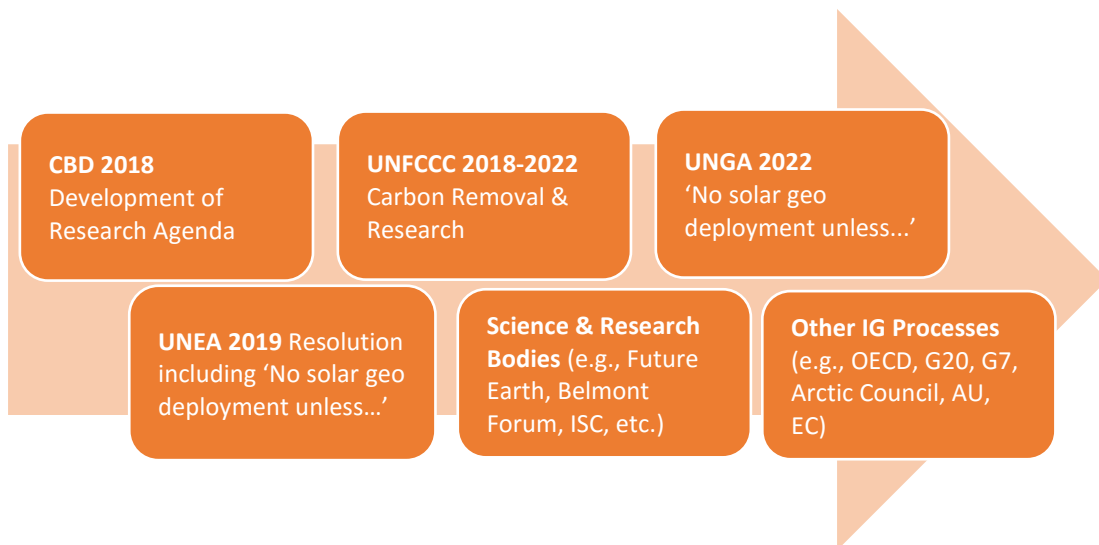 CBD 2018
Development of
Research Agenda
UNFCCC 2018-2022
Carbon Removal &
Research
UNGA 2022
‘No solar geo
deployment unless...’
UNEA 2019 Resolution
including ‘No solar geo
deployment unless…’
Science & Research
Bodies (e.g., Future
Earth, Belmont
Forum, ISC, etc.)
Other IG Processes
(e.g., OECD, G20, G7,
Arctic Council, AU,
EC)